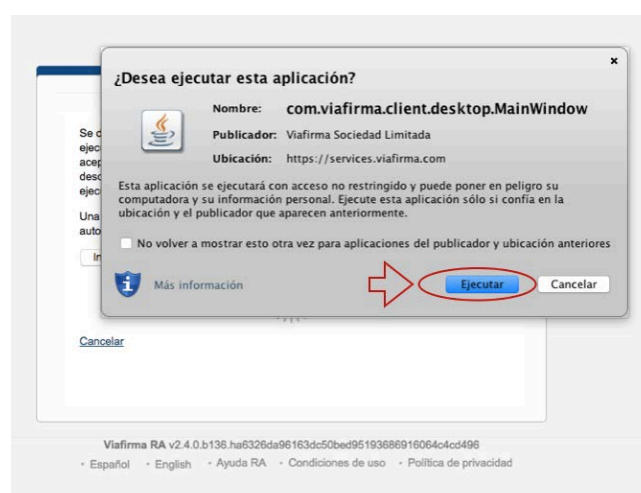 ¿Desea ejecutar esta aplicación?
Nombre: com.viafirma.client.desktop.MainWindow
Publicador: Viafirma Sociedad Limitada
Ubicación: https://services.viafirma.com
Esta aplicación se ejecutará con acceso no restringido y puede poner en peligro su
computadora y su información personal. Ejecute esta aplicación sólo si confía en la
ubicación y el publicador que aparecen anteriormente.
No volver a mostrar esto otra vez para aplicaciones del publicador y ubicación anteriores
Más información
Ejecutar
Cancelar
Se
Una
Cancelar
Viafirma RA v2.4.0.b136.ha6326da96163dc50bed95193686916064c4cd496
· Español · English · Ayuda RA · Condiciones de uso · Política de privacidad